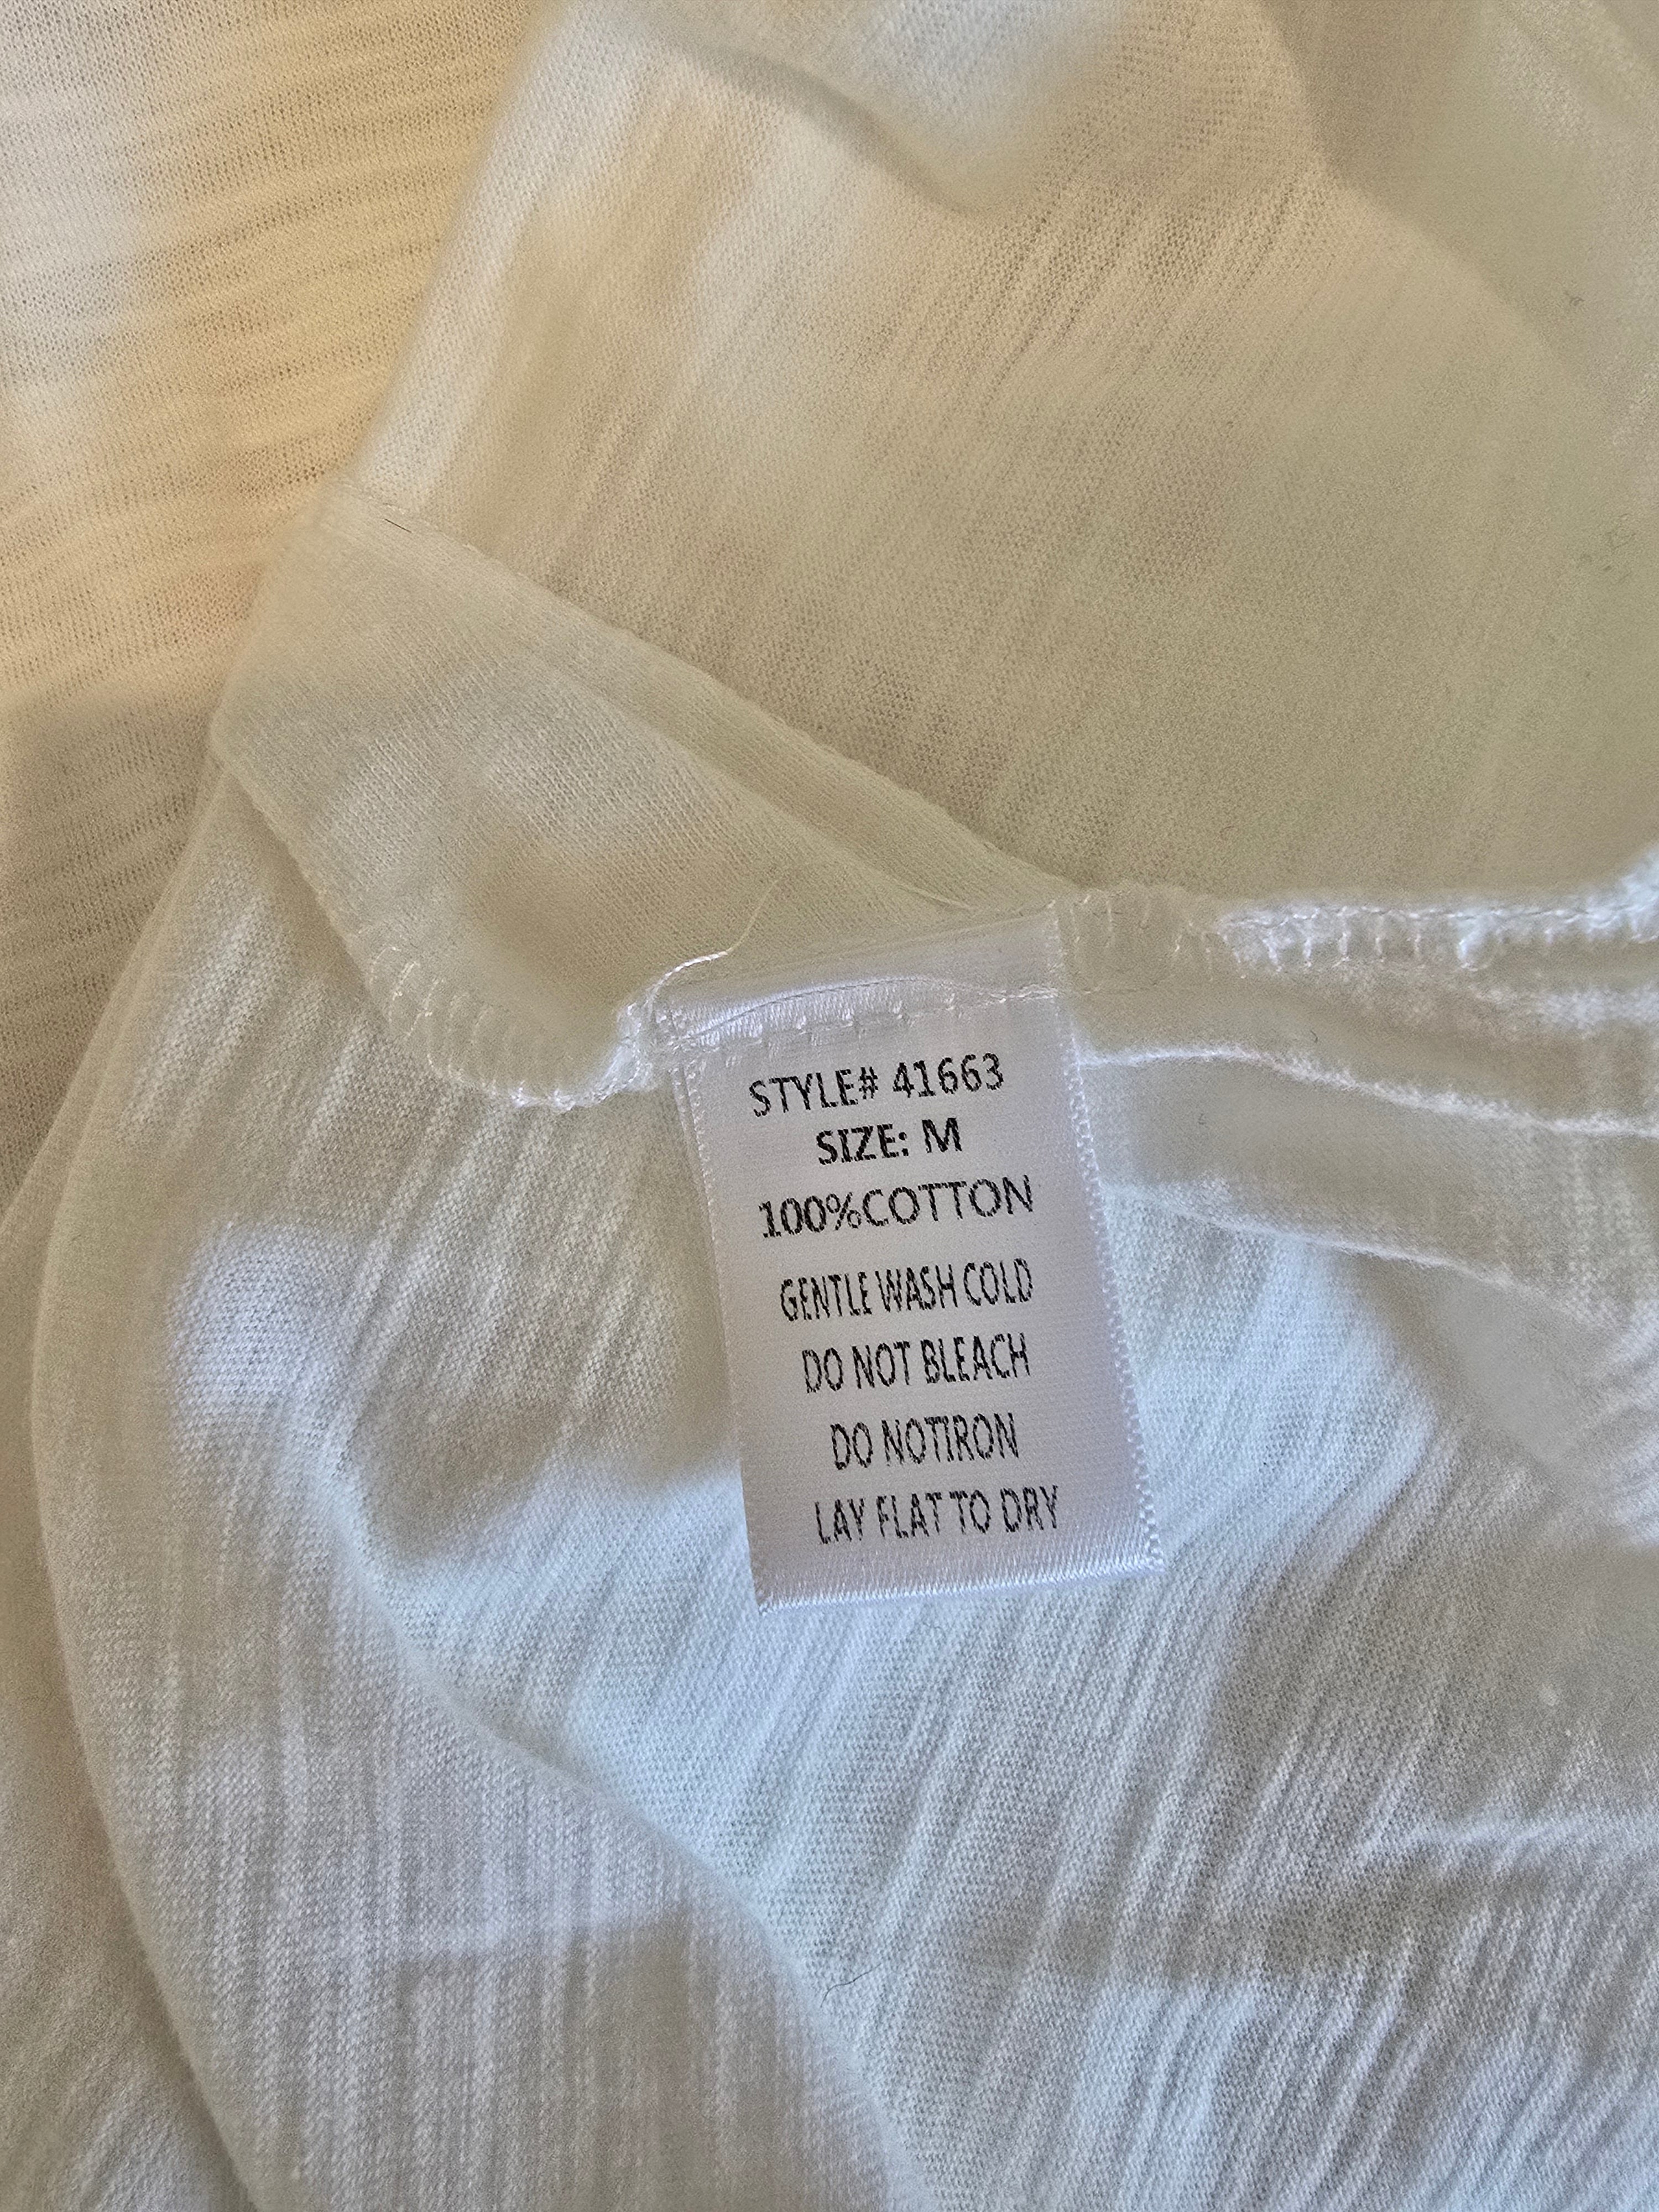 STYLE# 41663
SIZE: M
100%COTTON
GENTLE WASH COLD
DO NOT BLEACH
DO NOTIRON
LAY FLAT TO DRY